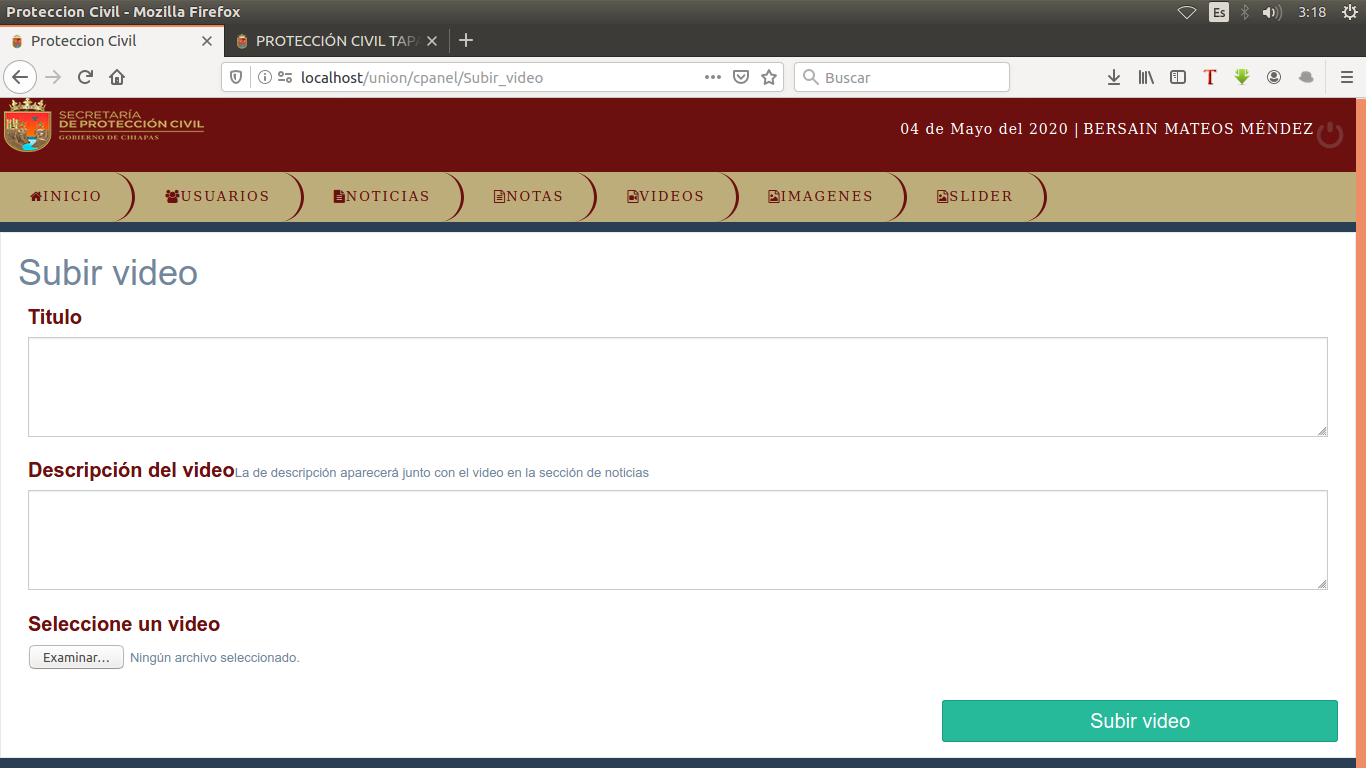 Proteccion Civil - Mozilla Firefox
Es
3:18
Proteccion Civil
PROTECCIÓN CIVIL TAP
localhost/union/cpanel/Subir_video
Buscar
SECRETARÍA
DE PROTECCIÓN CIVIL
GOBIERNO DE CHIAPAS
04 de Mayo del 2020 | BERSAIN MATEOS MÉNDEZ
INICIO USUARIOS NOTICIAS NOTAS VIDEOS IMAGENES SLIDER
Subir video
Titulo
Descripción del videoLa de descripción aparecerá junto con el video en la sección de noticias
Seleccione un video
Examinar... Ningún archivo seleccionado.
Subir video